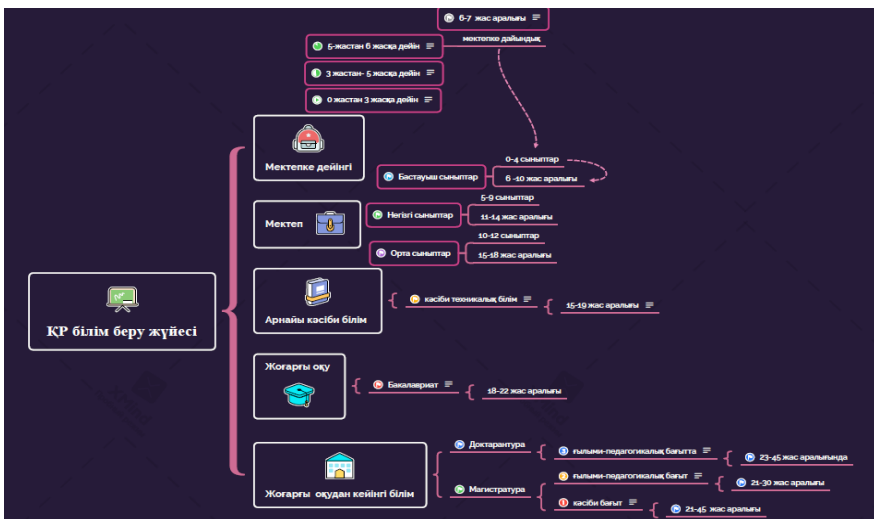 6-7 жас аралығы
мектепке дайындық
5-жастан 6 жасқа дейін
3 жастан- 5 жасқа дейін
0 жастан 3 жасқа дейін
Мектепке дейінгі
0-4 сыныптар
Бастауыш сыныптар
6 -10 жас аралығы
Мектеп
5-9 сыныптар
Негізгі сыныптар
11-14 жас аралығы
10-12 сыныптар
Орта сыныптар
15-18 жас аралығы
ҚР білім беру жүйесі
Арнайы кәсіби білім
кәсіби техникалық білім
15-19 жас аралығы
Жоғарғы оқу
Бакалавриат
18-22 жас аралығы
Жоғарғы оқудан кейінгі білім
Доктарантура
3 ғылыми-педагогикалық бағытта
23-45 жас аралығында
Магистратура
ғылыми-педагогикалық бағыт
21-30 жас аралығы
1 кәсіби бағыт
21-45 жас аралығы